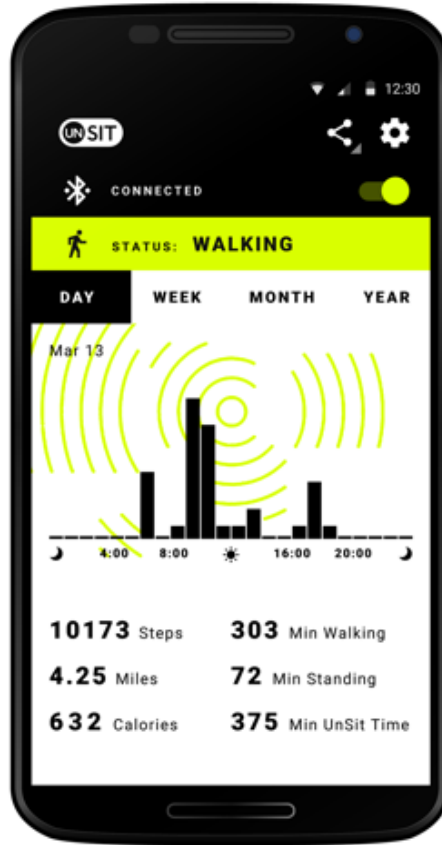 12:30
UNSIT
CONNECTED
STATUS: WALKING
DAY WEEK MONTH YEAR
Mar 13
4:00 8:00 16:00 20:00
10173 Steps 303 Min Walking
4.25 Miles 72 Min Standing
632 Calories 375 Min UnSit Time